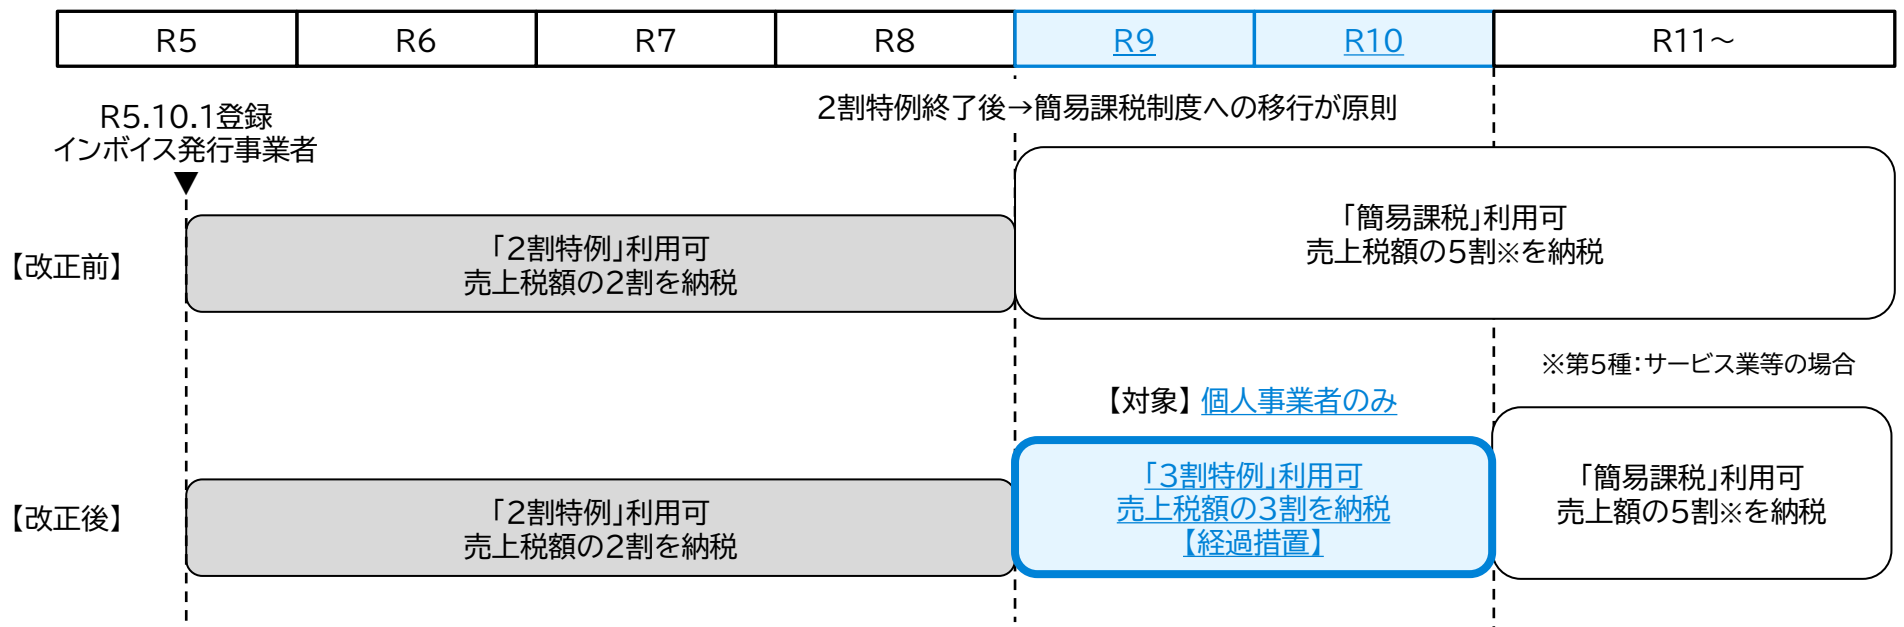 R5
R6
R7
R8
R9
R10
R11～
R5.10.1登録
インボイス発行事業者
2割特例終了後→簡易課税制度への移行が原則
【改正前】
「2割特例」利用可
売上税額の2割を納税
「簡易課税」利用可
売上税額の5割※を納税
※第5種：サービス業等の場合
【対象】個人事業者のみ
【改正後】
「2割特例」利用可
売上税額の2割を納税
「3割特例」利用可
売上税額の3割を納税
【経過措置】
「簡易課税」利用可
売上額の5割※を納税